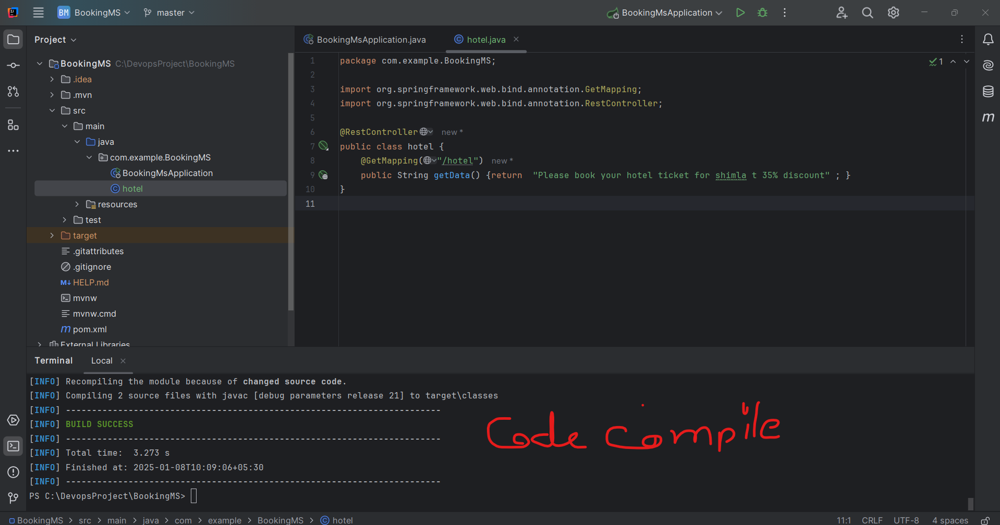 BM BookingMS master BookingMsApplication
Project
BookingMsApplication.java hotel.java
BookingMS C:\DevopsProject\BookingMS
.idea
.mvn
src
main
java
com.example.BookingMS
BookingMsApplication
hotel
resources
test
target
.gitattributes
.gitignore
M↓ HELP.md
mvnw
mvnw.cmd
m pom.xml
External Libraries
1 package com.example.BookingMS;
2
3 import org.springframework.web.bind.annotation.GetMapping;
4 import org.springframework.web.bind.annotation.RestController;
5
6 @RestController new *
7 public class hotel {
8 @GetMapping("/hotel") new *
9 public String getData() {return "Please book your hotel ticket for shimla t 35% discount" ; }
10 }
11
1
m
Terminal Local
[INFO] Recompiling the module because of changed source code.
[INFO] Compiling 2 source files with javac [debug parameters release 21] to target\classes
[INFO] ------------------------------------------------------------------------
[INFO] BUILD SUCCESS
[INFO] ------------------------------------------------------------------------
[INFO] Total time:  3.273 s
[INFO] Finished at: 2025-01-08T10:09:06+05:30
[INFO] ------------------------------------------------------------------------
PS C:\DevopsProject\BookingMS>
Code compile
BookingMS > src > main > java > com > example > BookingMS > hotel
11:1 CRLF UTF-8 4 spaces